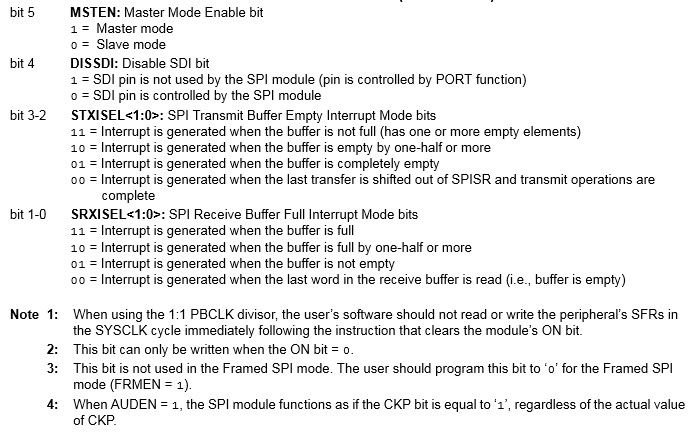 bit 5 MSTEN: Master Mode Enable bit
1 = Master mode
0 = Slave mode
bit 4 DISSDI: Disable SDI bit
1 = SDI pin is not used by the SPI module (pin is controlled by PORT function)
0 = SDI pin is controlled by the SPI module
bit 3-2 STXISEL<1:0>: SPI Transmit Buffer Empty Interrupt Mode bits
11 = Interrupt is generated when the buffer is not full (has one or more empty elements)
10 = Interrupt is generated when the buffer is empty by one-half or more
01 = Interrupt is generated when the buffer is completely empty
00 = Interrupt is generated when the last transfer is shifted out of SPISR and transmit operations are
complete
bit 1-0 SRXISEL<1:0>: SPI Receive Buffer Full Interrupt Mode bits
11 = Interrupt is generated when the buffer is full
10 = Interrupt is generated when the buffer is full by one-half or more
01 = Interrupt is generated when the buffer is not empty
00 = Interrupt is generated when the last word in the receive buffer is read (i.e., buffer is empty)
Note 1: When using the 1:1 PBCLK divisor, the user's software should not read or write the peripheral's SFRs in
the SYSCLK cycle immediately following the instruction that clears the module's ON bit.
2: This bit can only be written when the ON bit = 0.
3: This bit is not used in the Framed SPI mode. The user should program this bit to ‘0’ for the Framed SPI
mode (FRMEN = 1).
4: When AUDEN = 1, the SPI module functions as if the CKP bit is equal to ‘1’, regardless of the actual value
of CKP.